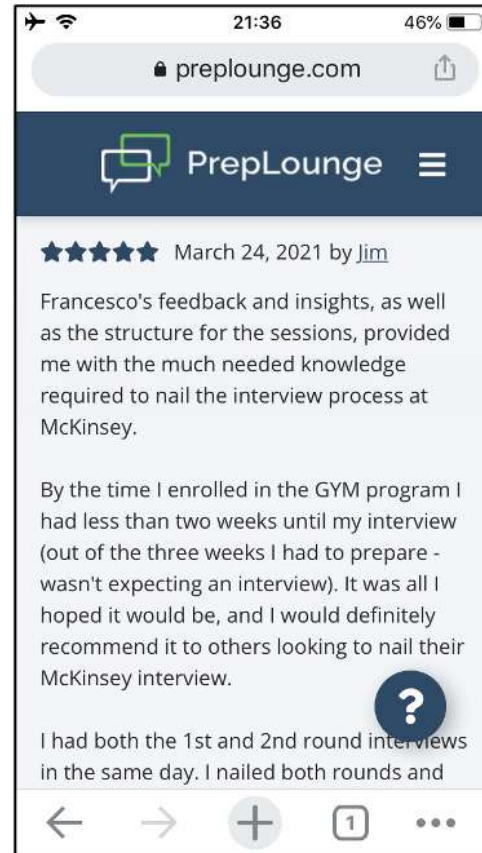 21:36
46%
preplounge.com
PrepLounge
March 24, 2021 by Jim
Francesco's feedback and insights, as well
as the structure for the sessions, provided
me with the much needed knowledge
required to nail the interview process at
McKinsey.
By the time I enrolled in the GYM program I
had less than two weeks until my interview
(out of the three weeks I had to prepare -
wasn't expecting an interview). It was all I
hoped it would be, and I would definitely
recommend it to others looking to nail their
McKinsey interview.
?
I had both the 1st and 2nd round interviews
in the same day. I nailed both rounds and
1